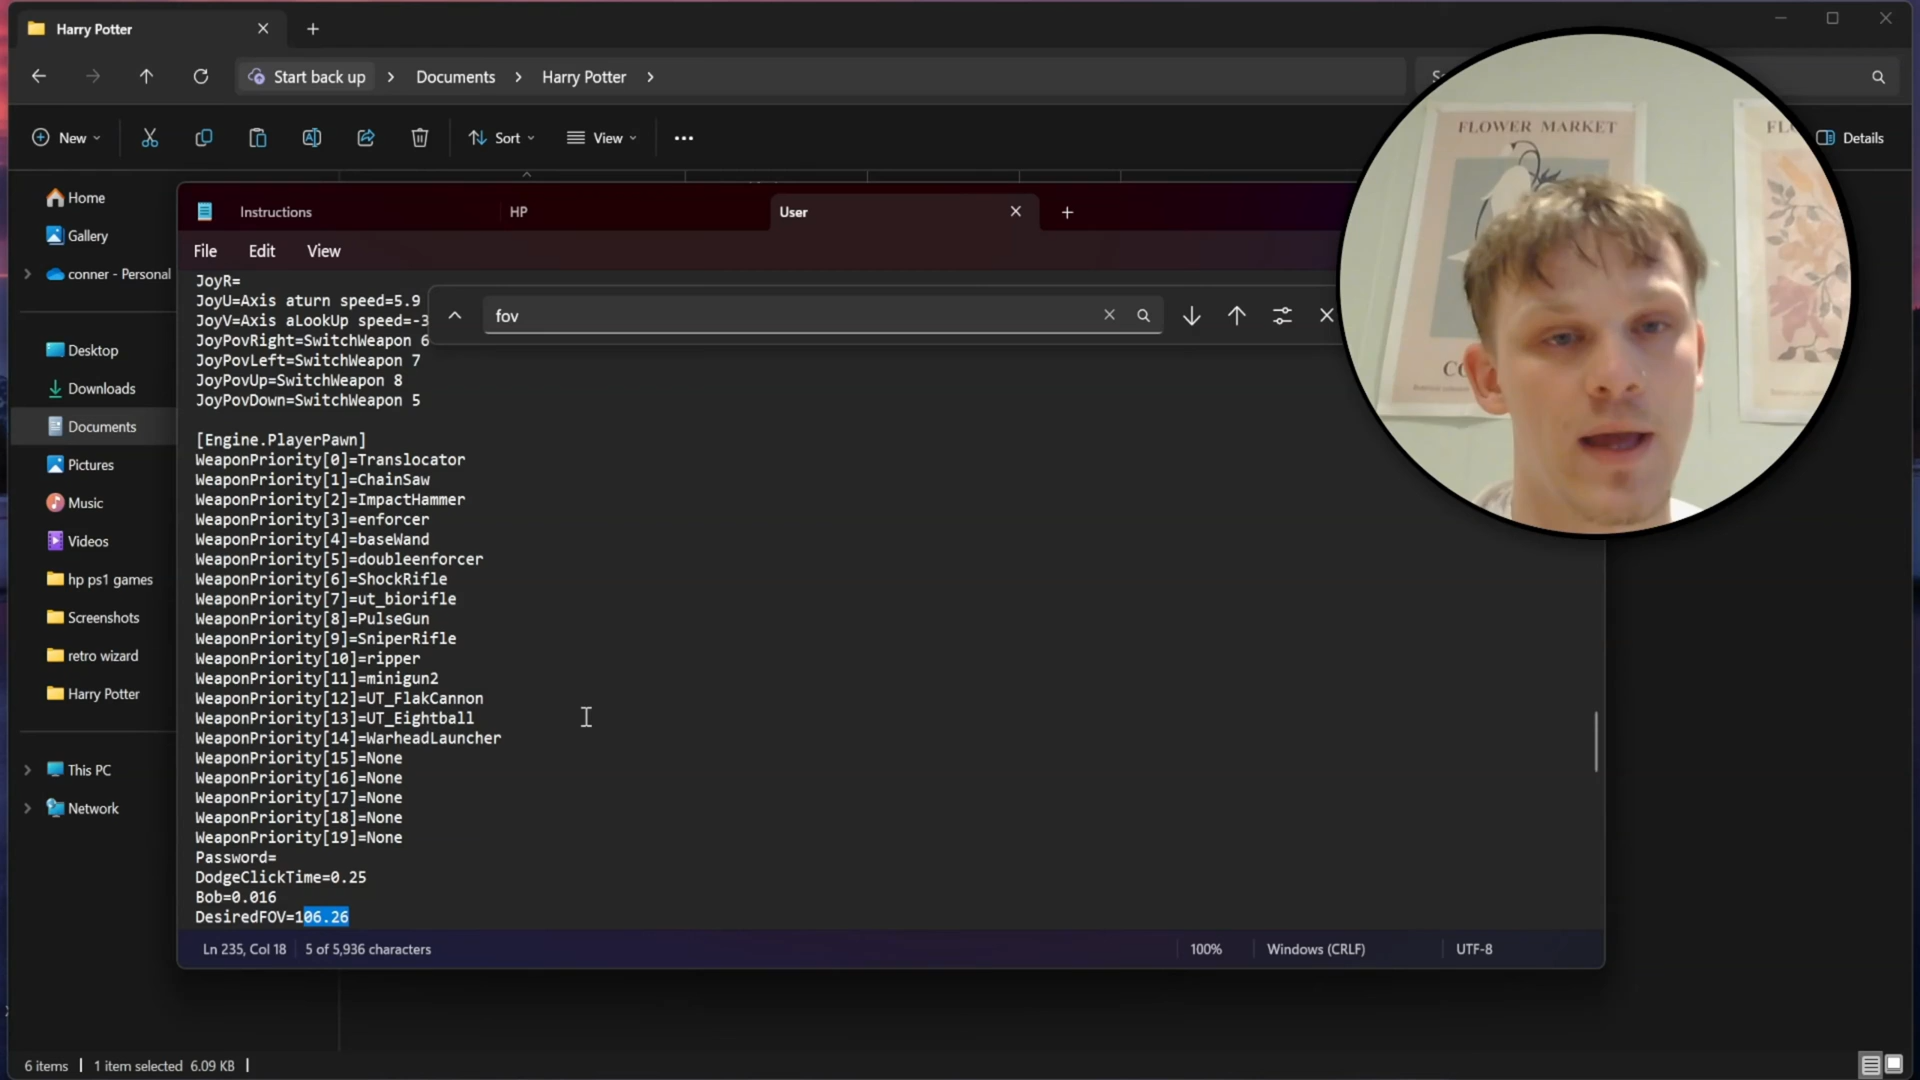 Harry Potter
Start back up
Documents
Harry Potter
New
Sort
View
Details
Home
Gallery
conner - Personal
Desktop
Downloads
Documents
Pictures
Music
Videos
hp ps1 games
Screenshots
retro wizard
Harry Potter
This PC
Network
Instructions
HP
User
File
Edit
View
fov
JoyR=
JoyU=Axis aturn speed=5.9
JoyV=Axis aLookUp speed=-3
JoyPovRight=SwitchWeapon 6
JoyPovLeft=SwitchWeapon 7
JoyPovUp=SwitchWeapon 8
JoyPovDown=SwitchWeapon 5
[Engine.PlayerPawn]
WeaponPriority[0]=Translocator
WeaponPriority[1]=ChainSaw
WeaponPriority[2]=ImpactHammer
WeaponPriority[3]=enforcer
WeaponPriority[4]=baseWand
WeaponPriority[5]=doubleenforcer
WeaponPriority[6]=ShockRifle
WeaponPriority[7]=ut_biorifle
WeaponPriority[8]=PulseGun
WeaponPriority[9]=SniperRifle
WeaponPriority[10]=ripper
WeaponPriority[11]=minigun2
WeaponPriority[12]=UT_FlakCannon
WeaponPriority[13]=UT_Eightball
WeaponPriority[14]=WarheadLauncher
WeaponPriority[15]=None
WeaponPriority[16]=None
WeaponPriority[17]=None
WeaponPriority[18]=None
WeaponPriority[19]=None
Password=
DodgeClickTime=0.25
Bob=0.016
DesiredFOV=106.26
Ln 235, Col 18
5 of 5,936 characters
100%
Windows (CRLF)
UTF-8
6 items
1 item selected 6.09 KB
FLOWER MARKET